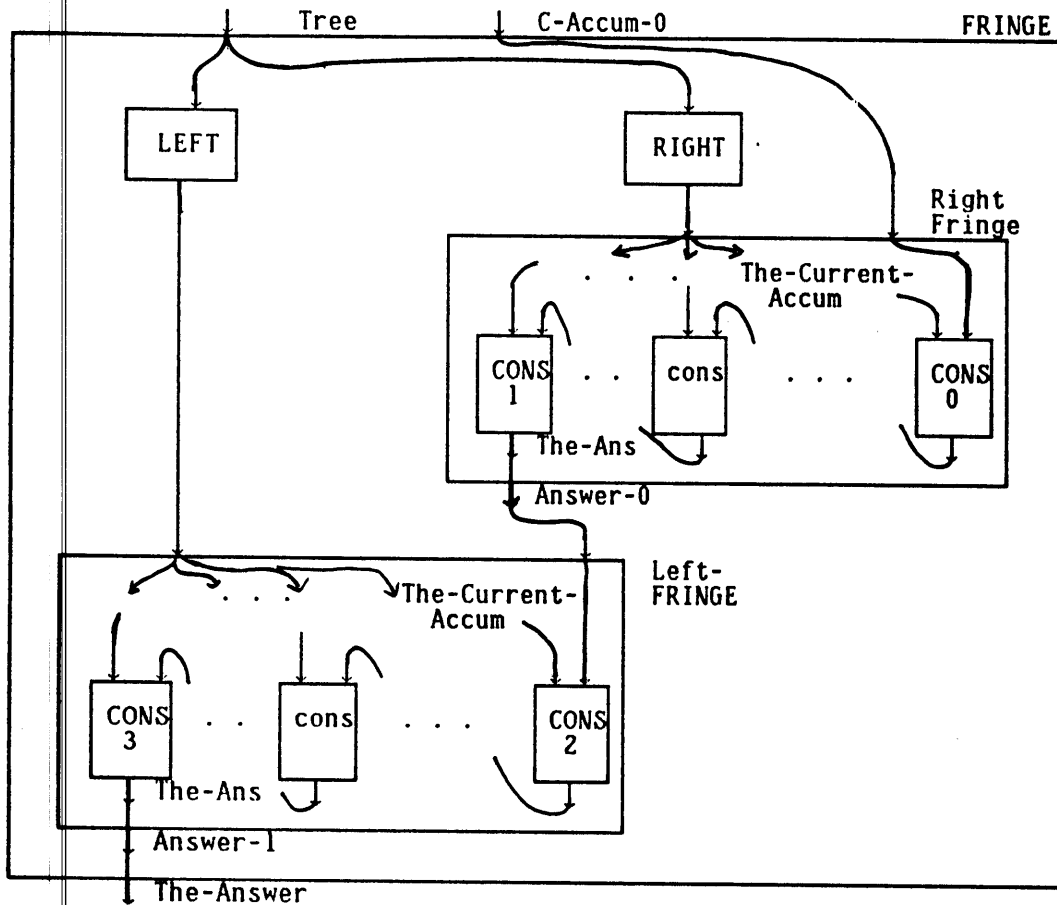 Tree
C-Accum-0
FRINGE
LEFT
RIGHT
Right
Fringe
The-Current-
Accum
CONS
1
cons
CONS
0
The-Ans
Answer-0
Left-
FRINGE
The-Current-
Accum
CONS
3
cons
CONS
2
The-Ans
Answer-1
The-Answer